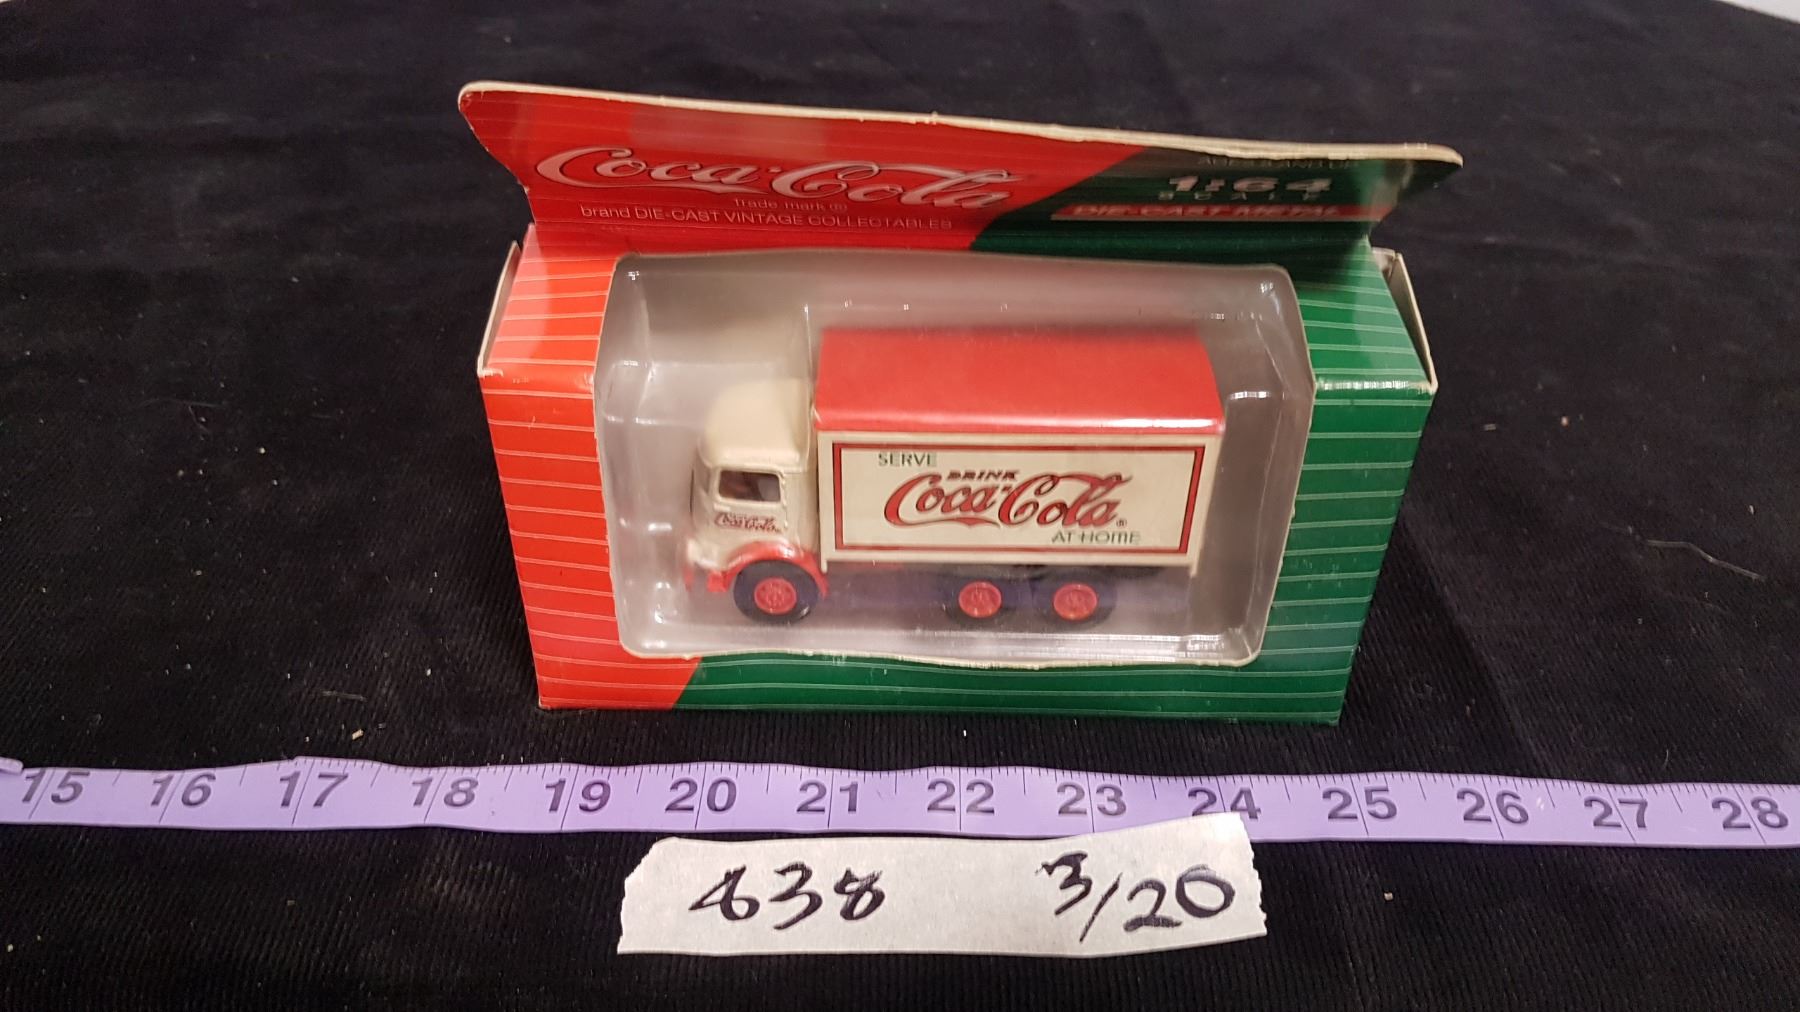 Coca-Cola
Trade mark ®
brand DIE-CAST VINTAGE COLLECTABLES
1:64
SCALE
DIE-CAST METAL
SERVE
DRINK
Coca-Cola®
AT HOME
Coca-Cola
15 16 17 18 19 20 21 22 23 24 25 26 27 28
638 3/20